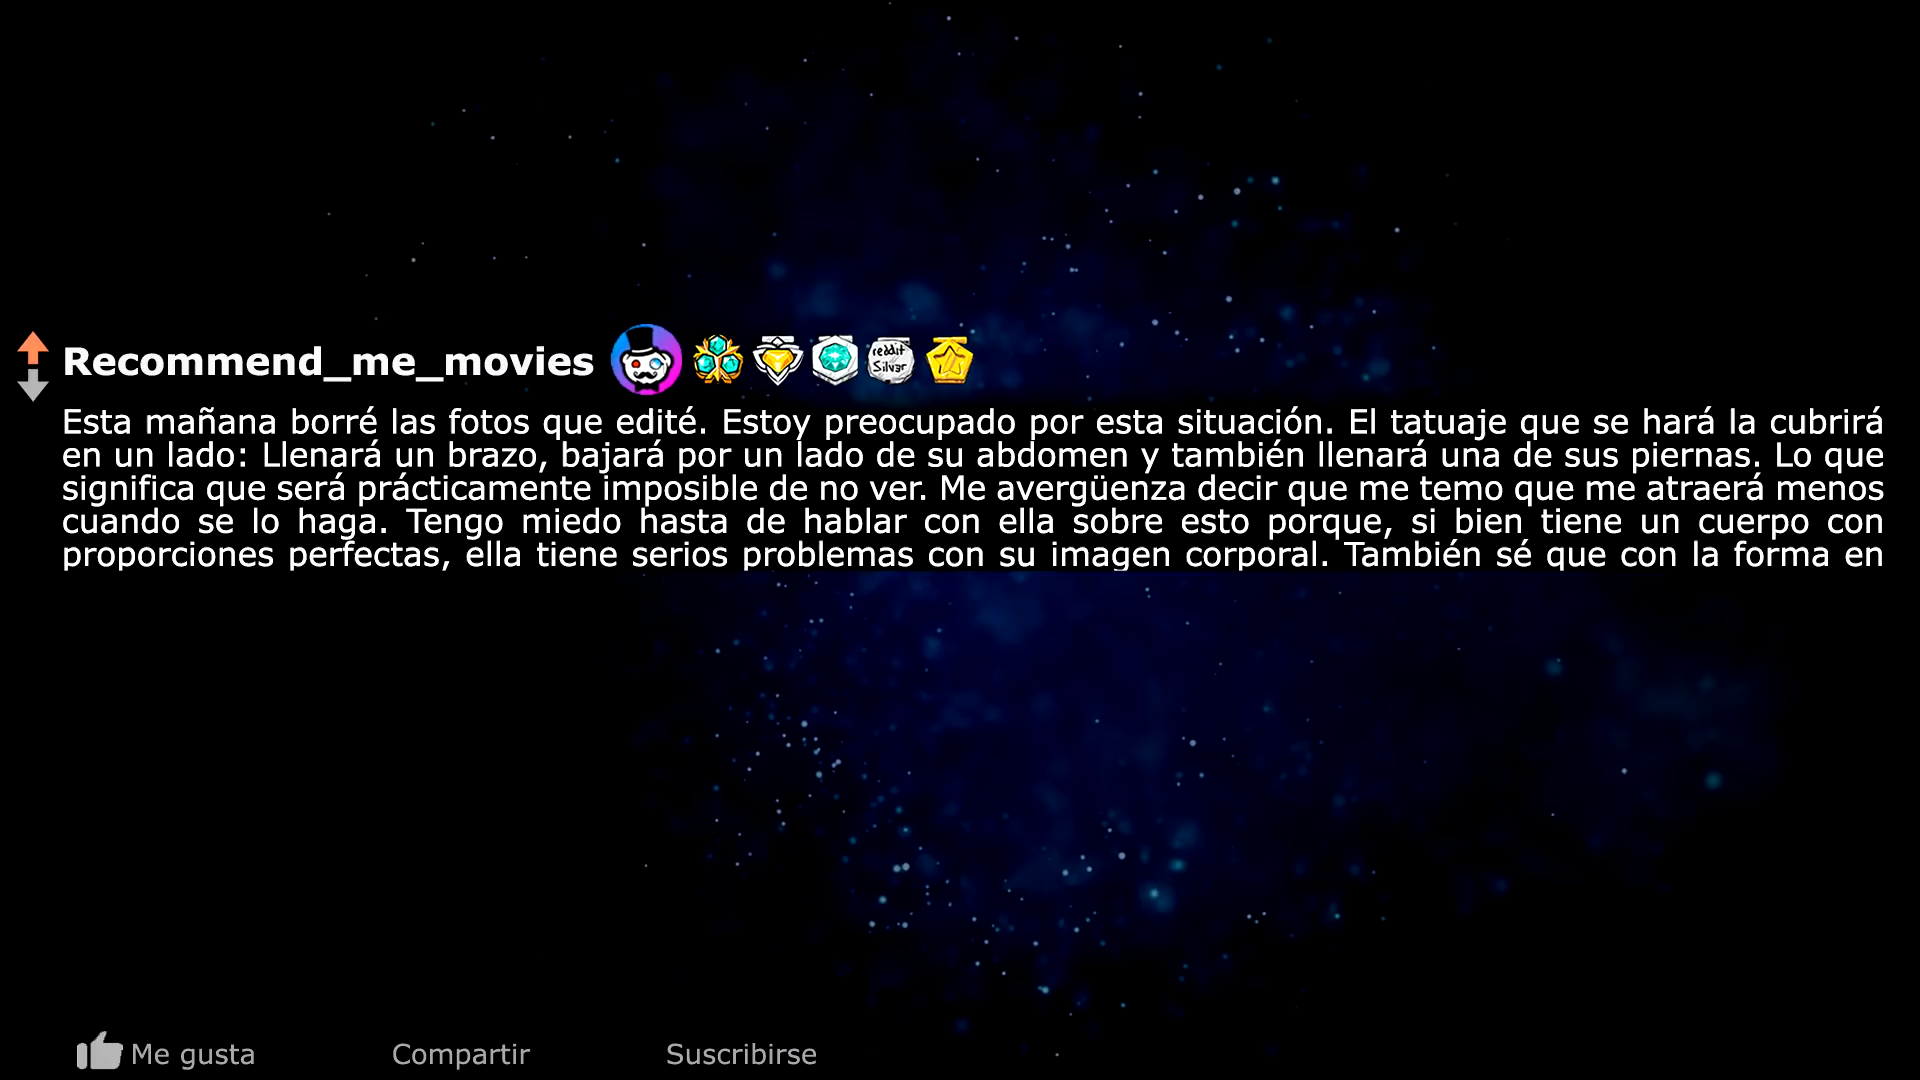 Recommend_me_movies
reddit
Silver
Esta mañana borré las fotos que edité. Estoy preocupado por esta situación. El tatuaje que se hará la cubrirá
en un lado: Llenará un brazo, bajará por un lado de su abdomen y también llenará una de sus piernas. Lo que
significa que será prácticamente imposible de no ver. Me avergüenza decir que me temo que me atraerá menos
cuando se lo haga. Tengo miedo hasta de hablar con ella sobre esto porque, si bien tiene un cuerpo con
proporciones perfectas, ella tiene serios problemas con su imagen corporal. También sé que con la forma en
Me gusta
Compartir
Suscribirse